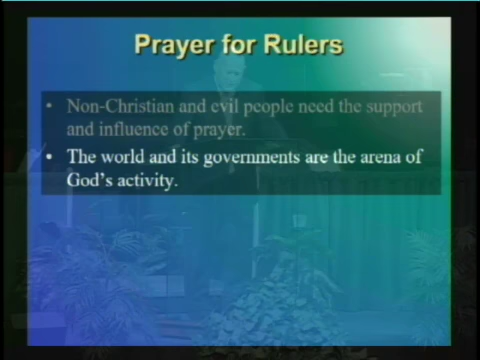 Prayer for Rulers
• Non-Christian and evil people need the support
and influence of prayer.
• The world and its governments are the arena of
God's activity.